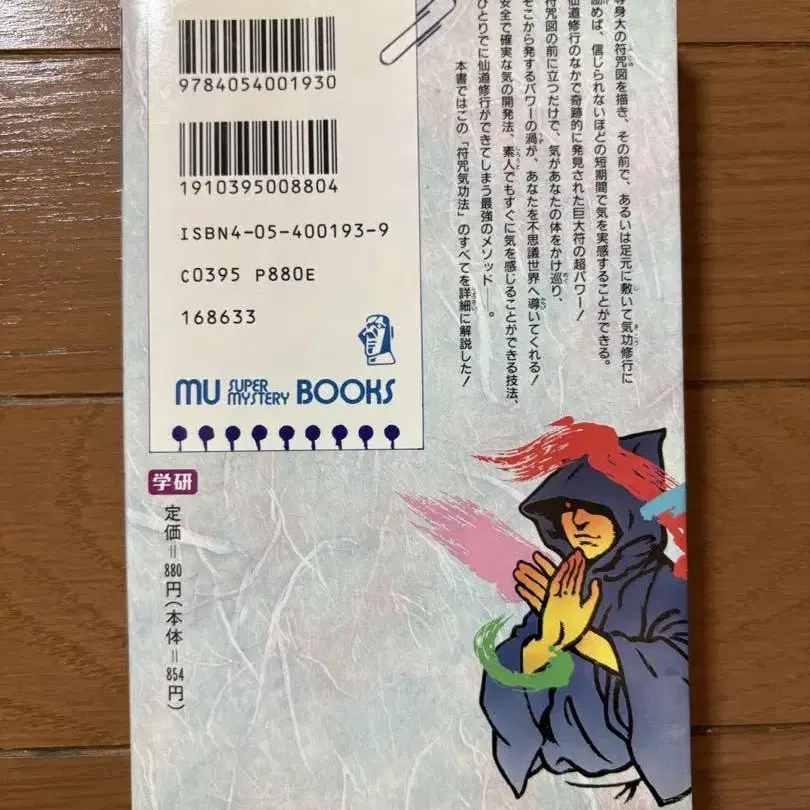 等身大の符咒図を描き、その前で、あるいは足元に敷いて気功修行に
励めば、信じられないほどの短期間で気を実感することができる。
仙道修行のなかで奇跡的に発見された巨大符の超パワー!
符咒図の前に立つだけで、気があなたの体をかけ巡り、
そこから発するパワーの渦が、あなたを不思議世界へ導いてくれる!
安全で確実な気の開発法、素人でもすぐに気を感じることができる技法、
ひとりでに仙道修行ができてしまう最強のメソッド——。
本書ではこの「符咒気功法」のすべてを詳細に解説した!
9784054001930
1910395008804
ISBN4-05-400193-9
C0395 P880E
168633
MU SUPER MYSTERY BOOKS
学研
定価=880円(本体=854円)